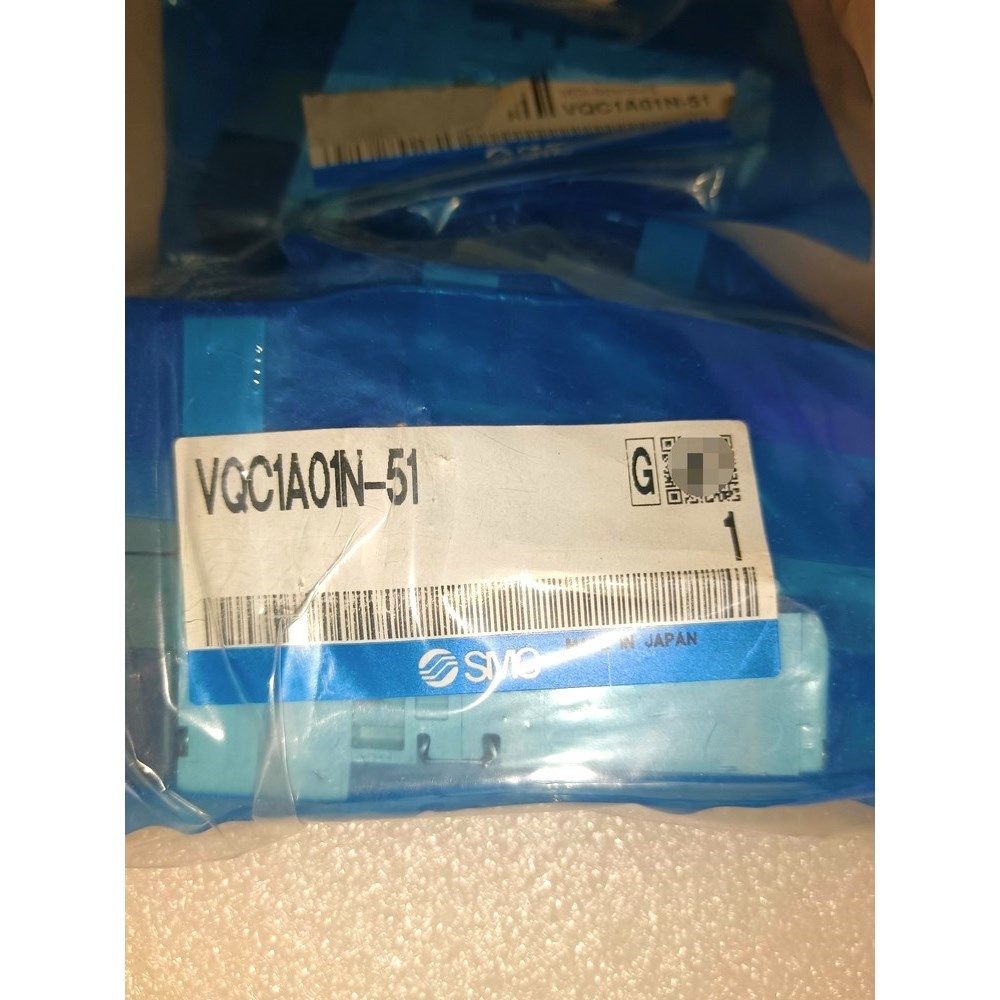 VQC1A01N-51
VQC1A01N-51
G
1
SMC
MADE IN JAPAN